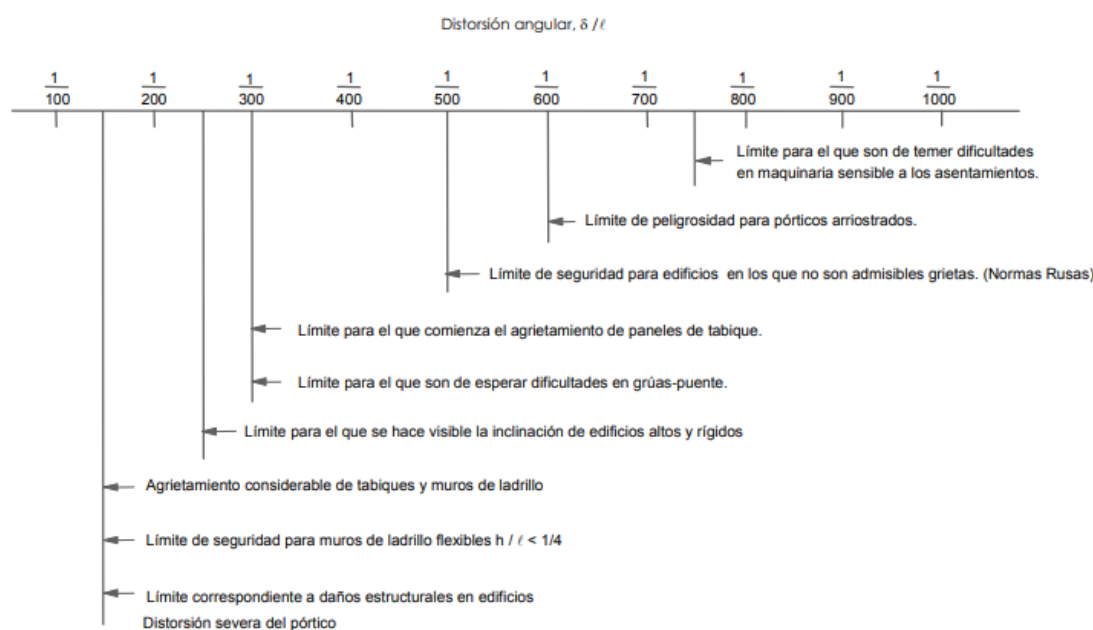 Distorsión angular, δ / ℓ
1 1 1 1 1 1 1 1 1 1
100 200 300 400 500 600 700 800 900 1000
Límite para el que son de temer dificultades
en maquinaria sensible a los asentamientos.
Límite de peligrosidad para pórticos arriostrados.
Límite de seguridad para edificios en los que no son admisibles grietas. (Normas Rusas)
Límite para el que comienza el agrietamiento de paneles de tabique.
Límite para el que son de esperar dificultades en grúas-puente.
Límite para el que se hace visible la inclinación de edificios altos y rígidos
Agrietamiento considerable de tabiques y muros de ladrillo
Límite de seguridad para muros de ladrillo flexibles h / ℓ < 1/4
Límite correspondiente a daños estructurales en edificios
Distorsión severa del pórtico